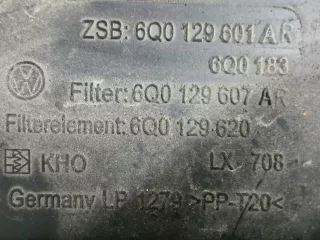 ZSB: 6Q0 129 601 AR
6Q0 183
Filter: 6Q0 129 607 AR
Filterelement: 6Q0 129 620
KHO LX 708
Germany LP 1279 >PP-T20<